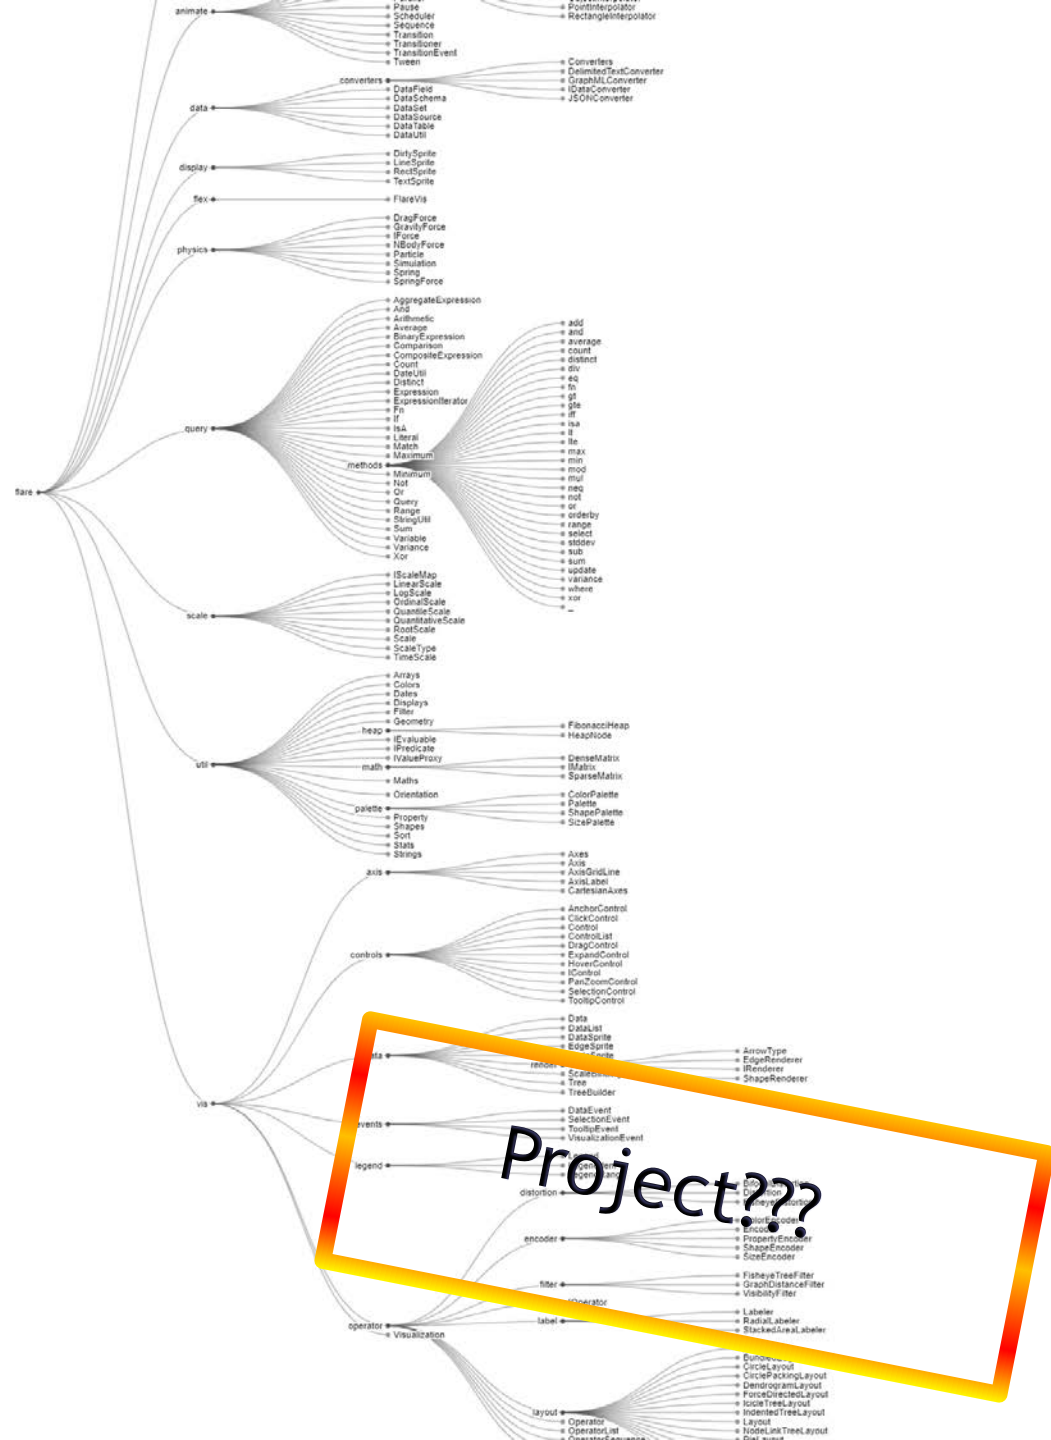 animate
Pause
Scheduler
Sequence
Transition
Transitioner
TransitionEvent
Tween
PointInterpolator
RectangleInterpolator
data
converters
Converters
DelimitedTextConverter
GraphMLConverter
IDataConverter
JSONConverter
DataField
DataSchema
DataSet
DataSource
DataTable
DataUtil
display
DirtySprite
LineSprite
RectSprite
TextSprite
flex
FlareVis
physics
DragForce
GravityForce
IForce
NBodyForce
Particle
Simulation
Spring
SpringForce
flare
query
AggregateExpression
And
Arithmetic
Average
BinaryExpression
Comparison
CompositeExpression
Count
DateUtil
Distinct
Expression
ExpressionIterator
Fn
If
IsA
Literal
Match
Maximum
methods
add
and
average
count
distinct
div
eq
fn
gt
gte
iff
isa
lt
lte
max
min
mod
mul
neq
not
or
orderby
range
select
stddev
sub
sum
update
variance
where
xor
_
Minimum
Not
Or
Query
Range
StringUtil
Sum
Variable
Variance
Xor
scale
IScaleMap
LinearScale
LogScale
OrdinalScale
QuantileScale
QuantitativeScale
RootScale
Scale
ScaleType
TimeScale
util
Arrays
Colors
Dates
Displays
Filter
Geometry
heap
FibonacciHeap
HeapNode
IEvaluable
IPredicate
IValueProxy
math
DenseMatrix
IMatrix
SparseMatrix
Maths
Orientation
palette
ColorPalette
Palette
ShapePalette
SizePalette
Property
Shapes
Sort
Stats
Strings
vis
axis
Axes
Axis
AxisGridLine
AxisLabel
CartesianAxes
controls
AnchorControl
ClickControl
Control
ControlList
DragControl
ExpandControl
HoverControl
IControl
PanZoomControl
SelectionControl
TooltipControl
Data
DataList
DataSprite
EdgeSprite
render
ArrowType
EdgeRenderer
IRenderer
ShapeRenderer
Tree
TreeBuilder
events
DataEvent
SelectionEvent
TooltipEvent
VisualizationEvent
legend
Project???
distortion
Distortion
encoder
PropertyEncoder
ShapeEncoder
SizeEncoder
filter
FisheyeTreeFilter
GraphDistanceFilter
VisibilityFilter
IOperator
label
Labeler
RadialLabeler
StackedAreaLabeler
operator
Visualization
layout
CircleLayout
CirclePackingLayout
DendrogramLayout
ForceDirectedLayout
IcicleTreeLayout
IndentedTreeLayout
Layout
NodeLinkTreeLayout
PieLayout
Operator
OperatorList
OperatorSequence